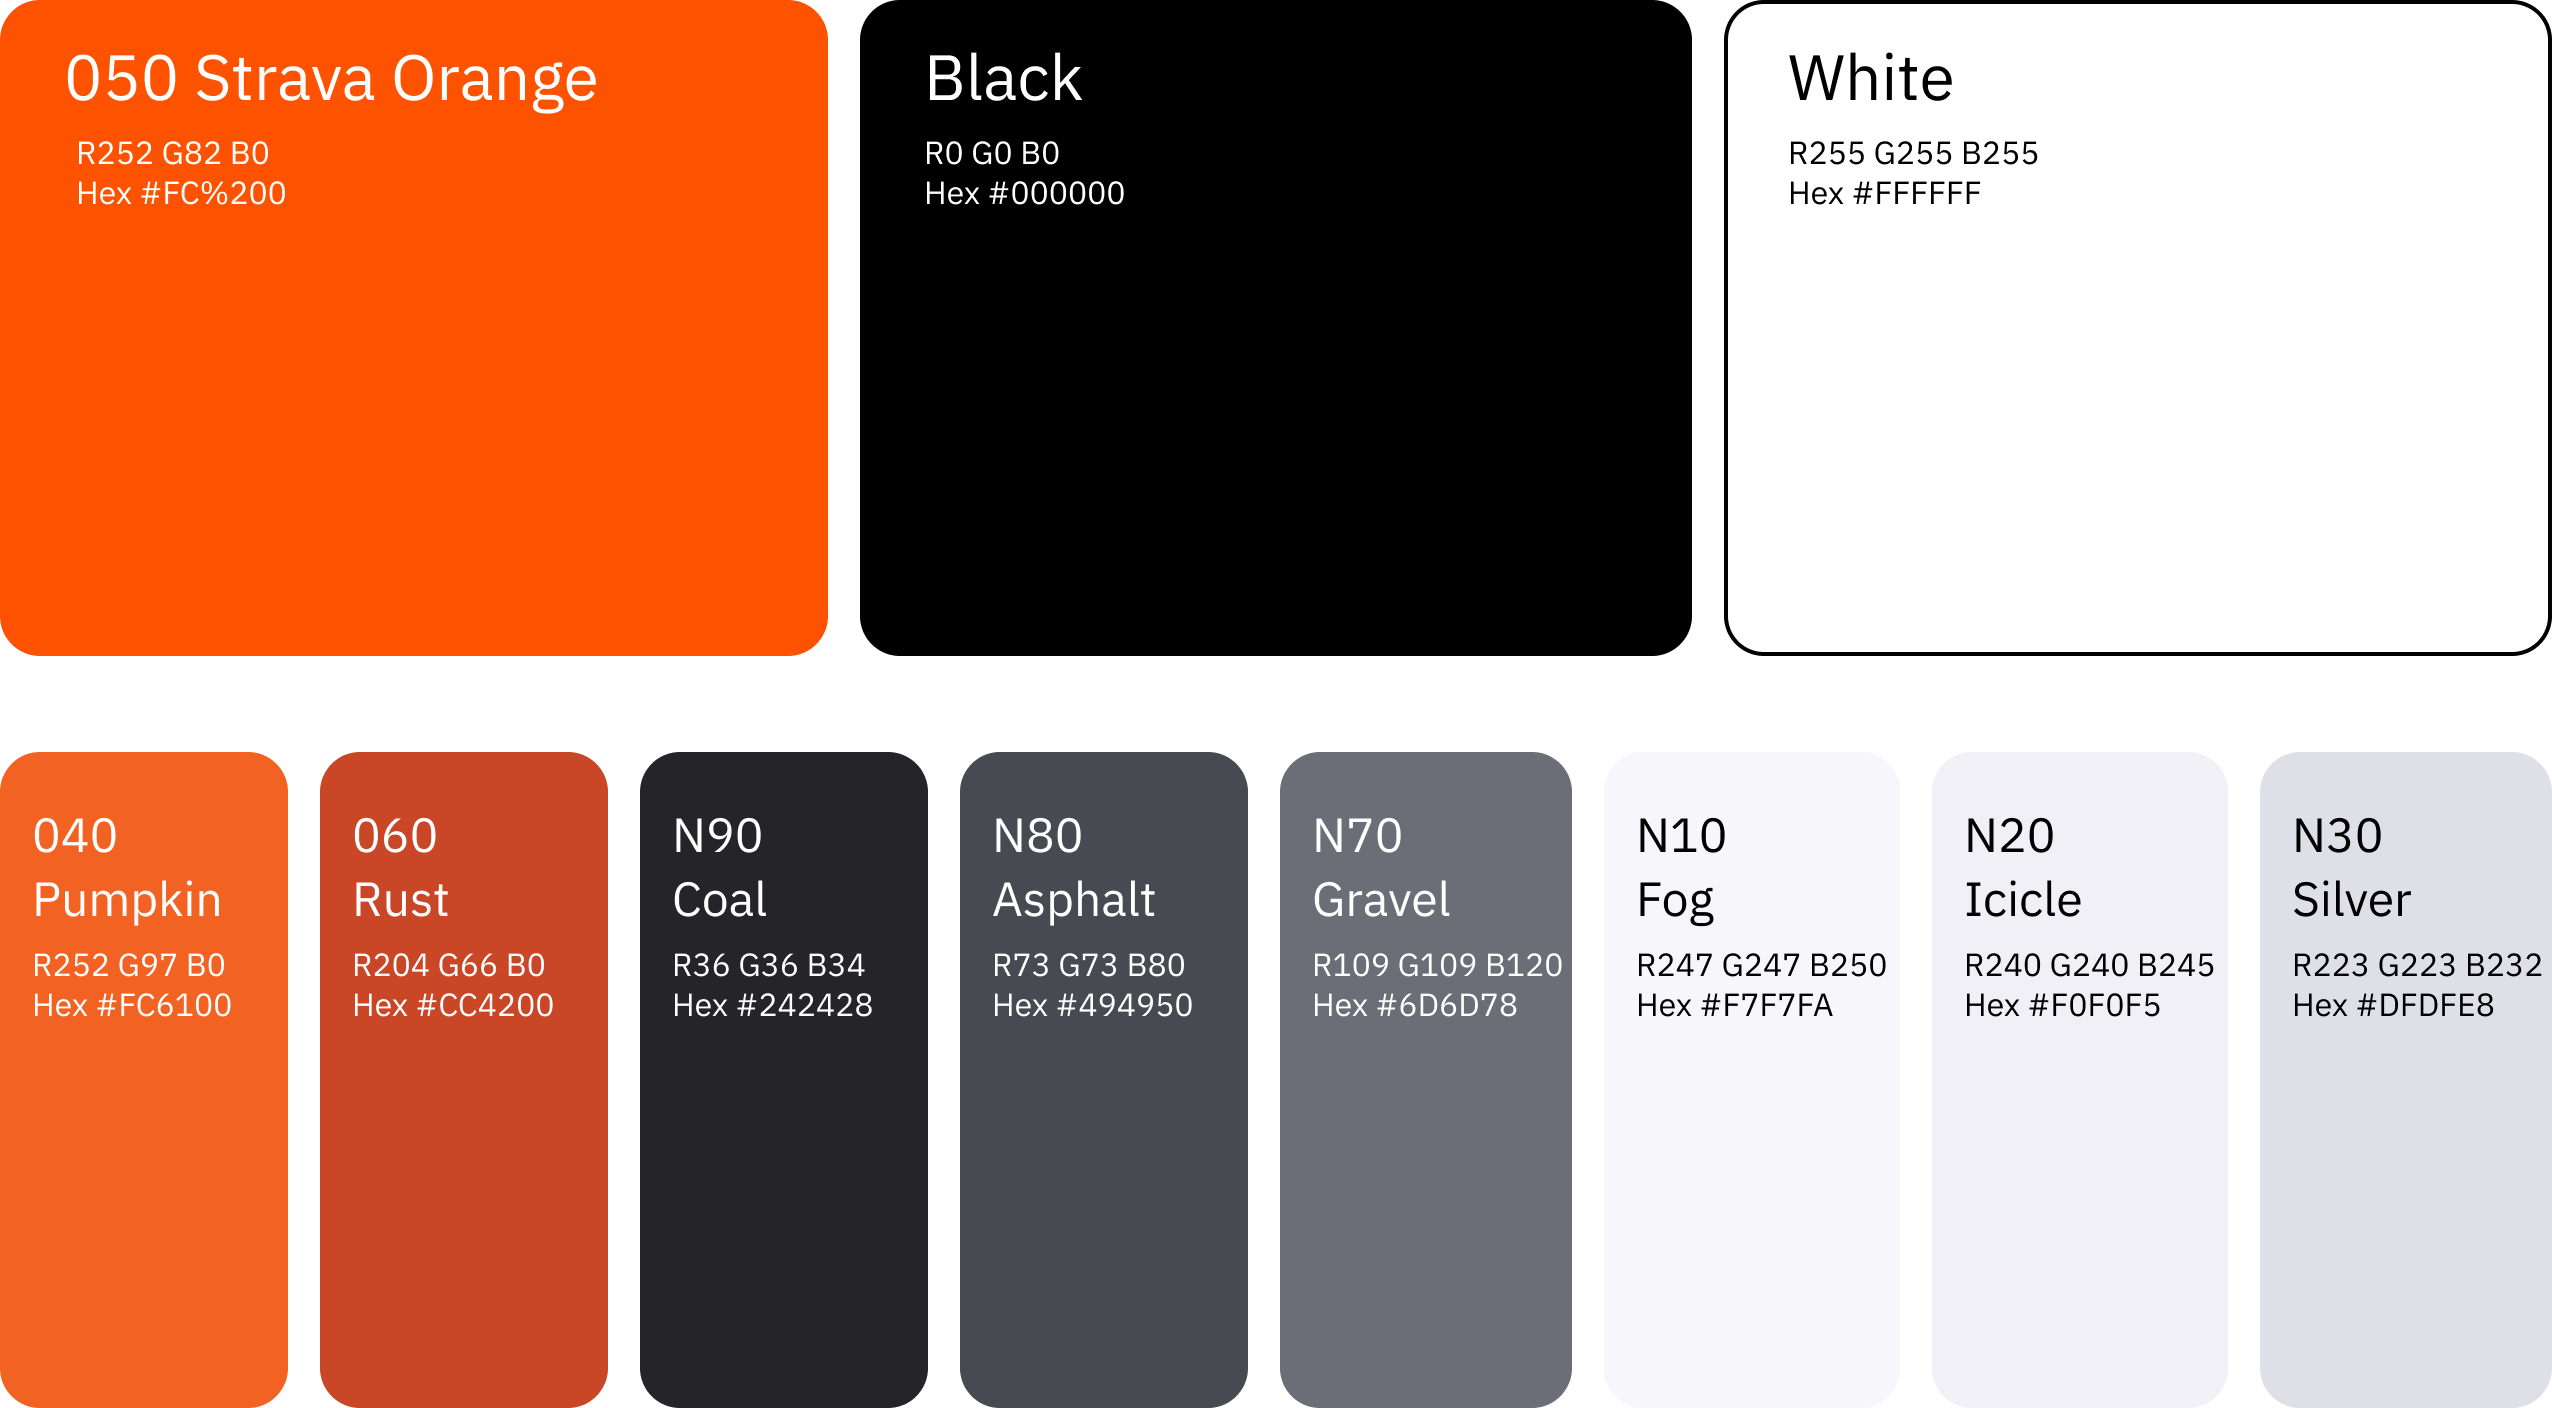 050 Strava Orange
R252 G82 B0
Hex #FC%200
Black
R0 G0 B0
Hex #000000
White
R255 G255 B255
Hex #FFFFFF
040
Pumpkin
R252 G97 B0
Hex #FC6100
060
Rust
R204 G66 B0
Hex #CC4200
N90
Coal
R36 G36 B34
Hex #242428
N80
Asphalt
R73 G73 B80
Hex #494950
N70
Gravel
R109 G109 B120
Hex #6D6D78
N10
Fog
R247 G247 B250
Hex #F7F7FA
N20
Icicle
R240 G240 B245
Hex #F0F0F5
N30
Silver
R223 G223 B232
Hex #DFDFE8